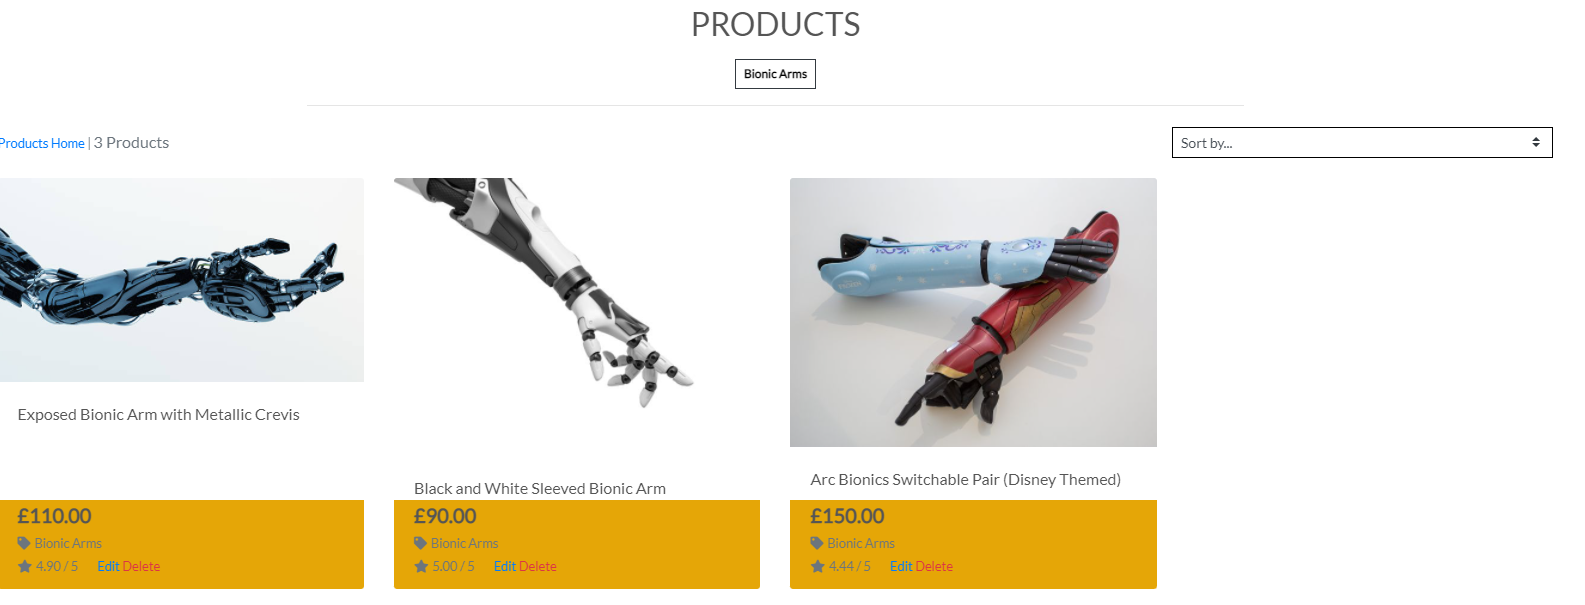 PRODUCTS
Bionic Arms
Products Home | 3 Products
Sort by...
Exposed Bionic Arm with Metallic Crevis
£110.00
Bionic Arms
4.90 / 5 Edit Delete
Black and White Sleeved Bionic Arm
£90.00
Bionic Arms
5.00 / 5 Edit Delete
Arc Bionics Switchable Pair (Disney Themed)
£150.00
Bionic Arms
4.44 / 5 Edit Delete